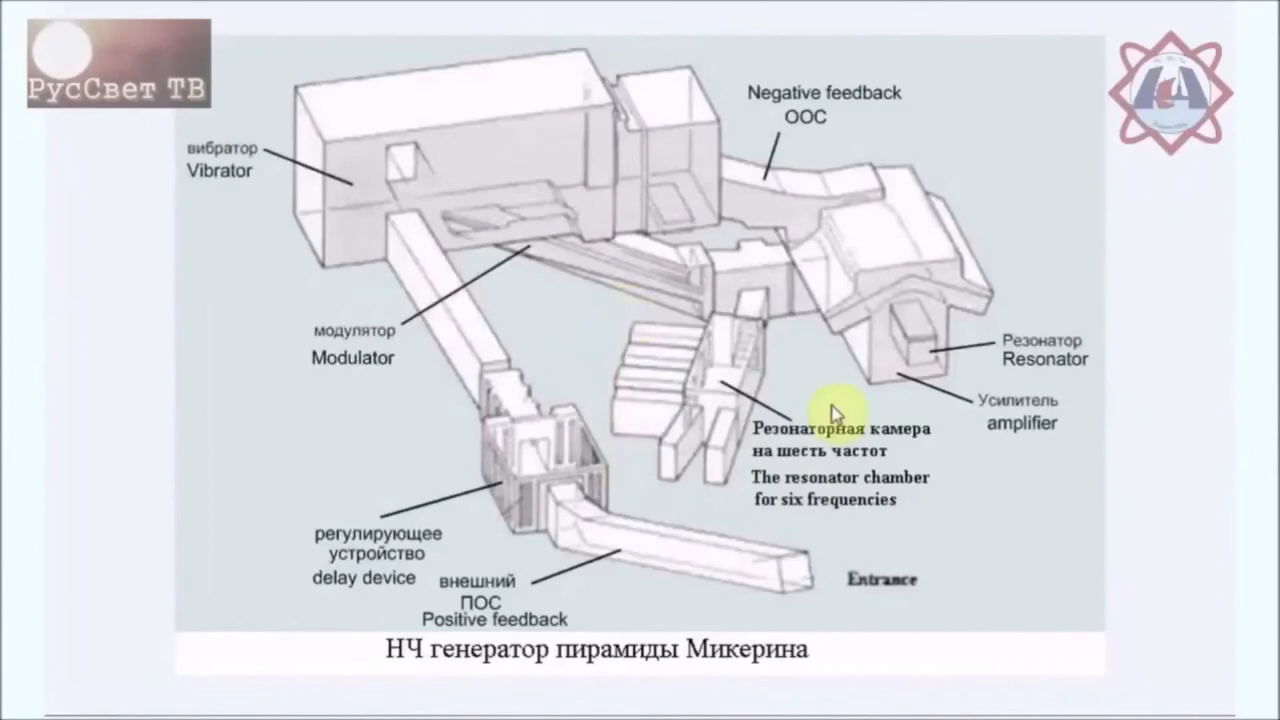 РусСвет ТВ
Negative feedback
ООС
вибратор
Vibrator
модулятор
Modulator
Резонатор
Resonator
Усилитель
amplifier
Резонаторная камера
на шесть частот
The resonator chamber
for six frequencies
регулирующее
устройство
delay device
внешний
ПОС
Positive feedback
Entrance
НЧ генератор пирамиды Микерина